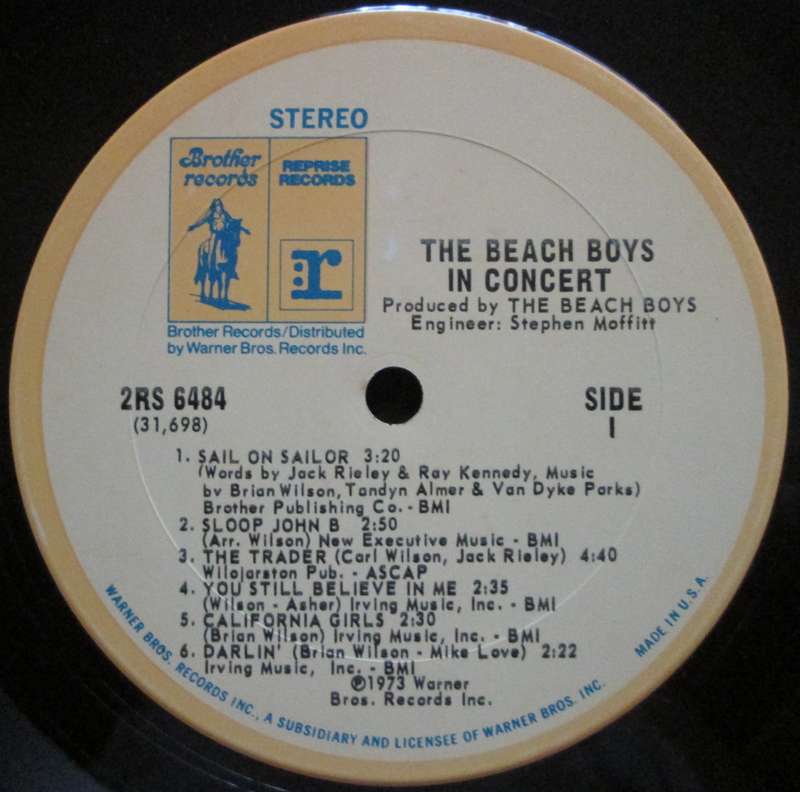 STEREO
Brother
records
REPRISE
RECORDS
:r
Brother Records/Distributed
by Warner Bros. Records Inc.
THE BEACH BOYS
IN CONCERT
Produced by THE BEACH BOYS
Engineer: Stephen Moffitt
2RS 6484
(31,698)
SIDE
1
1. SAIL ON SAILOR 3:20
(Words by Jack Rieley & Ray Kennedy, Music
by Brian Wilson, Tandyn Almer & Van Dyke Parks)
Brother Publishing Co. - BMI
2. SLOOP JOHN B 2:50
(Arr. Wilson) New Executive Music - BMI
3. THE TRADER (Carl Wilson, Jack Rieley) 4:40
Wilojarston Pub. - ASCAP
4. YOU STILL BELIEVE IN ME 2:35
(Wilson - Asher) Irving Music, Inc. - BMI
5. CALIFORNIA GIRLS 2:30
(Brian Wilson) Irving Music, Inc. - BMI
6. DARLIN' (Brian Wilson - Mike Love) 2:22
Irving Music, Inc. - BMI
℗1973 Warner
Bros. Records Inc.
WARNER BROS. RECORDS INC., A SUBSIDIARY AND LICENSEE OF WARNER BROS. INC.
MADE IN U.S.A.